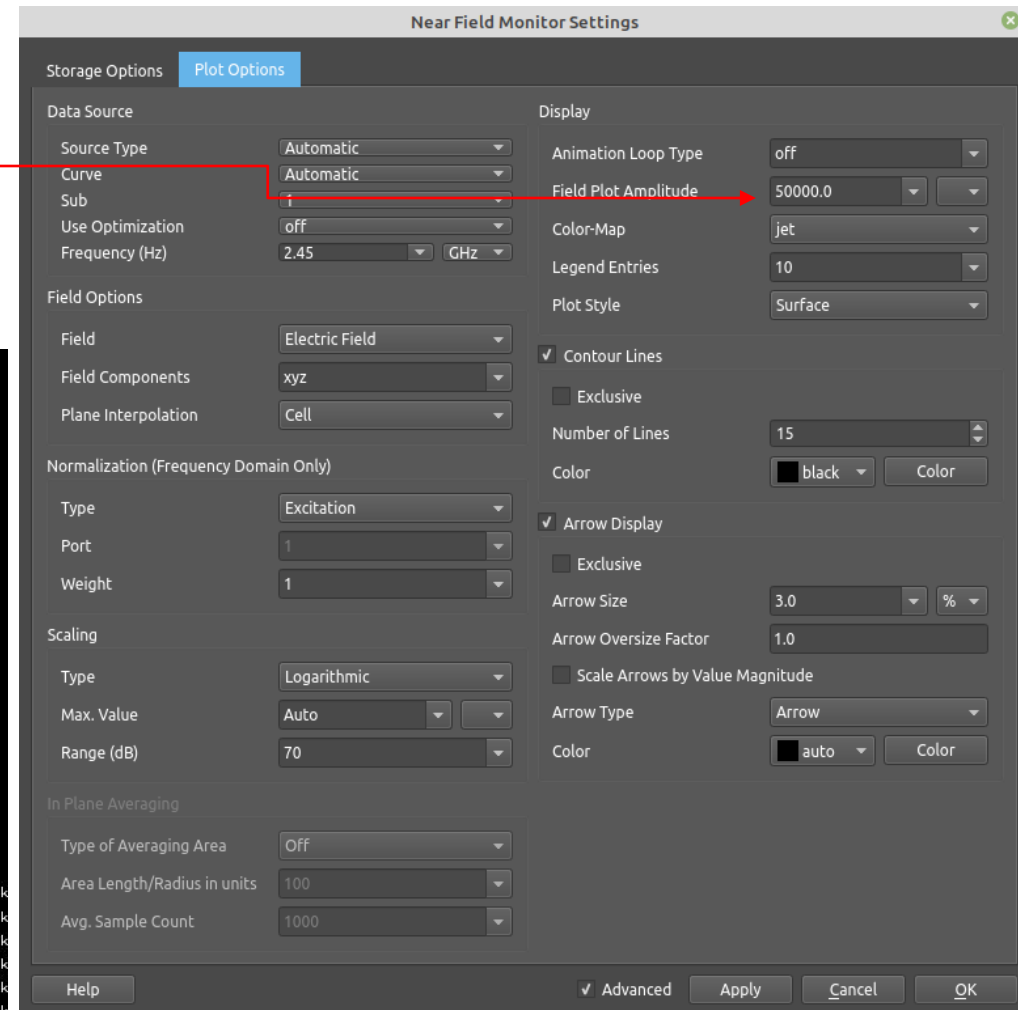 Near Field Monitor Settings
Storage Options
Plot Options
Data Source
Source Type
Automatic
Curve
Automatic
Sub
1
Use Optimization
off
Frequency (Hz)
2.45
GHz
Field Options
Field
Electric Field
Field Components
xyz
Plane Interpolation
Cell
Normalization (Frequency Domain Only)
Type
Excitation
Port
1
Weight
1
Scaling
Type
Logarithmic
Max. Value
Auto
Range (dB)
70
In Plane Averaging
Type of Averaging Area
Off
Area Length/Radius in units
100
Avg. Sample Count
1000
Display
Animation Loop Type
off
Field Plot Amplitude
50000.0
Color-Map
jet
Legend Entries
10
Plot Style
Surface
Contour Lines
Exclusive
Number of Lines
15
Color
black
Color
Arrow Display
Exclusive
Arrow Size
3.0
%
Arrow Oversize Factor
1.0
Scale Arrows by Value Magnitude
Arrow Type
Arrow
Color
auto
Color
k
k
k
k
k
Help
Advanced
Apply
Cancel
OK